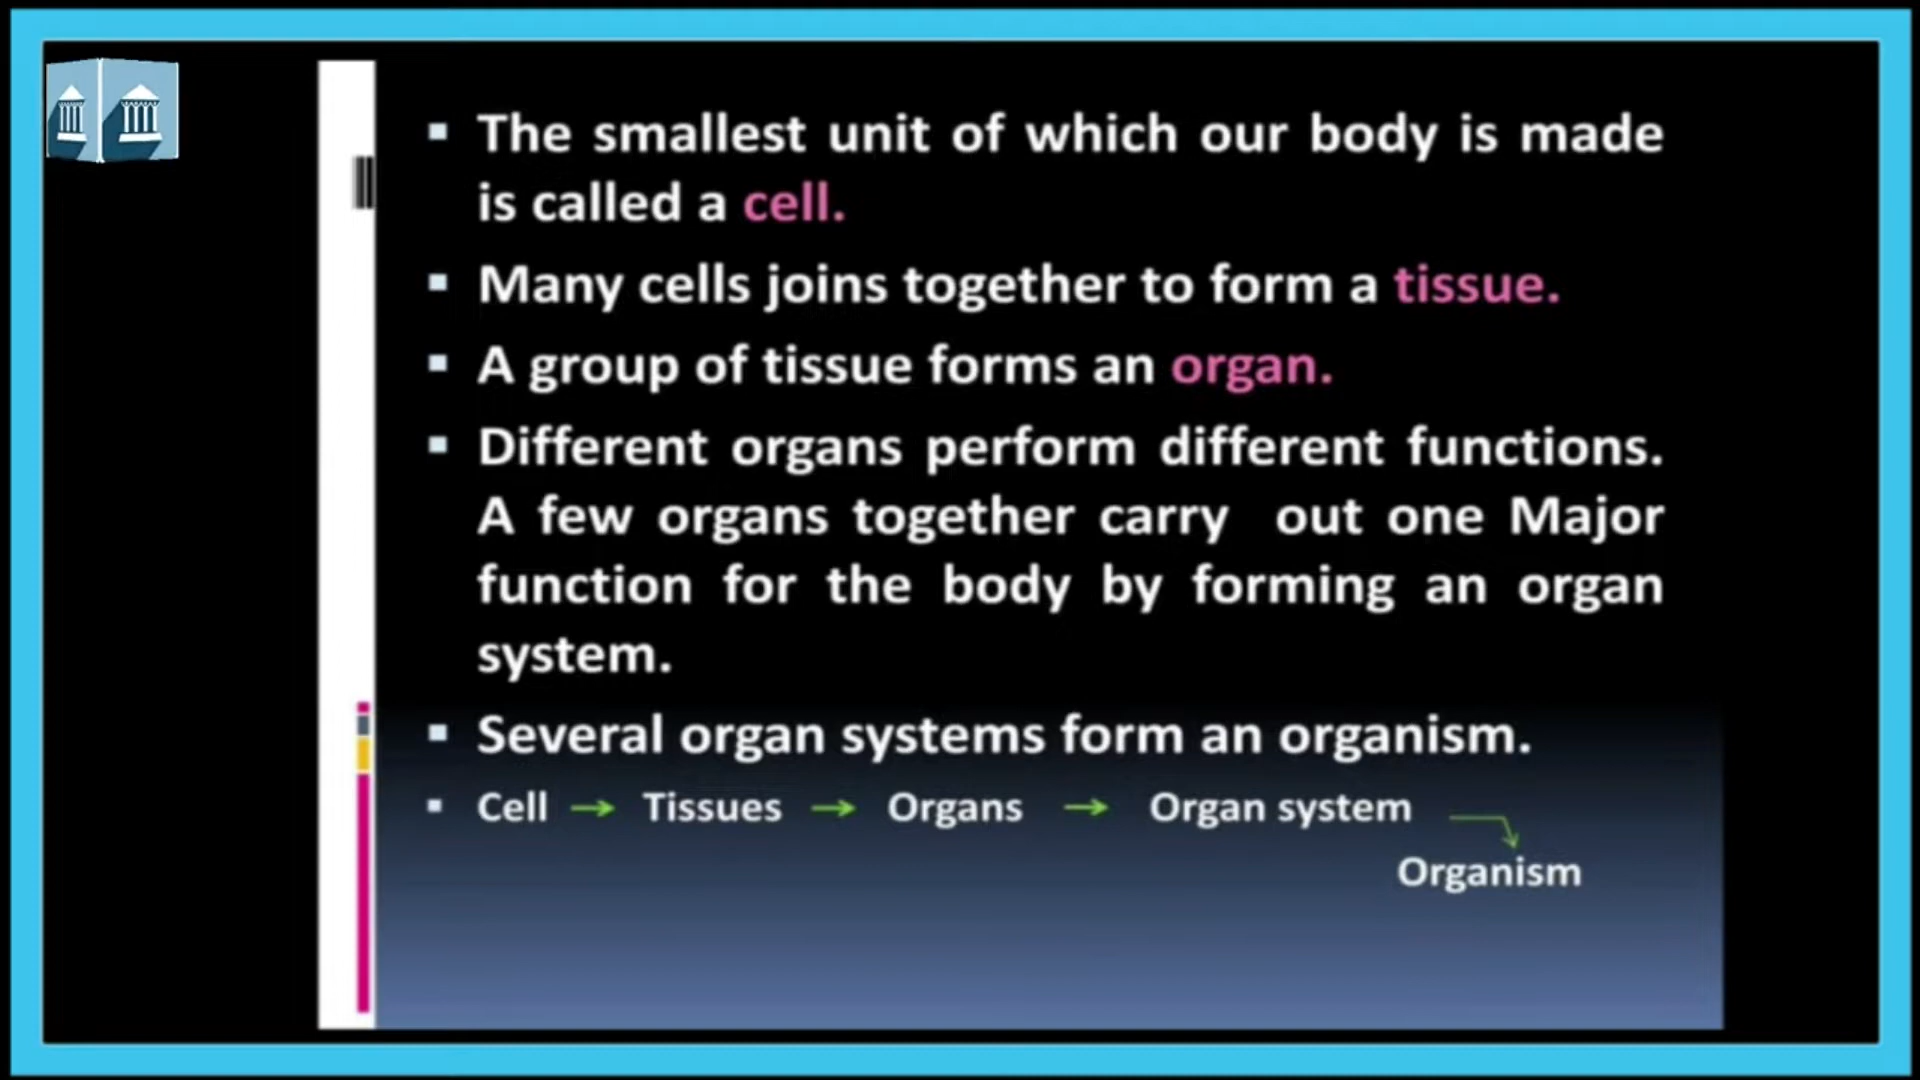 The smallest unit of which our body is made
is called a cell.
Many cells joins together to form a tissue.
A group of tissue forms an organ.
Different organs perform different functions.
A few organs together carry out one Major
function for the body by forming an organ
system.
Several organ systems form an organism.
Cell → Tissues → Organs → Organ system
Organism